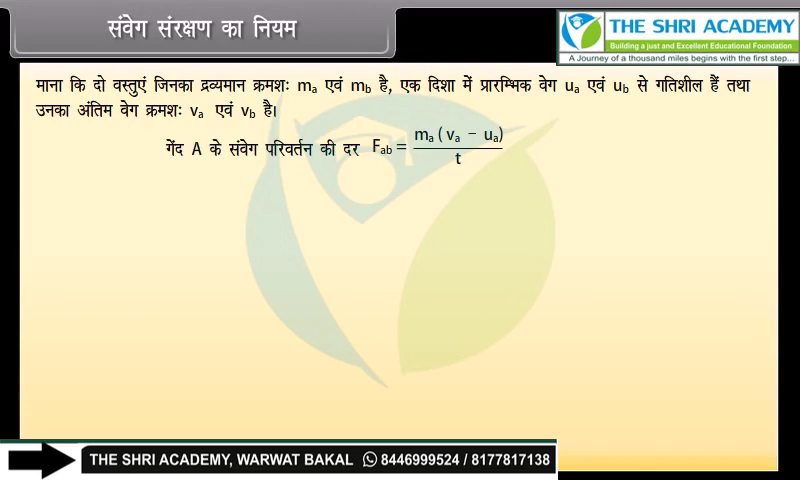 संवेग संरक्षण का नियम
THE SHRI ACADEMY
Building a just and Excellent Educational Foundation
A Journey of a thousand miles begins with the first step...
माना कि दो वस्तुएं जिनका द्रव्यमान क्रमशः mₐ एवं m_b है, एक दिशा में प्रारम्भिक वेग uₐ एवं u_b से गतिशील हैं तथा
उनका अंतिम वेग क्रमशः vₐ एवं v_b है।
गेंद A के संवेग परिवर्तन की दर F_ab = mₐ ( vₐ − uₐ) / t
THE SHRI ACADEMY, WARWAT BAKAL 8446999524 / 8177817138